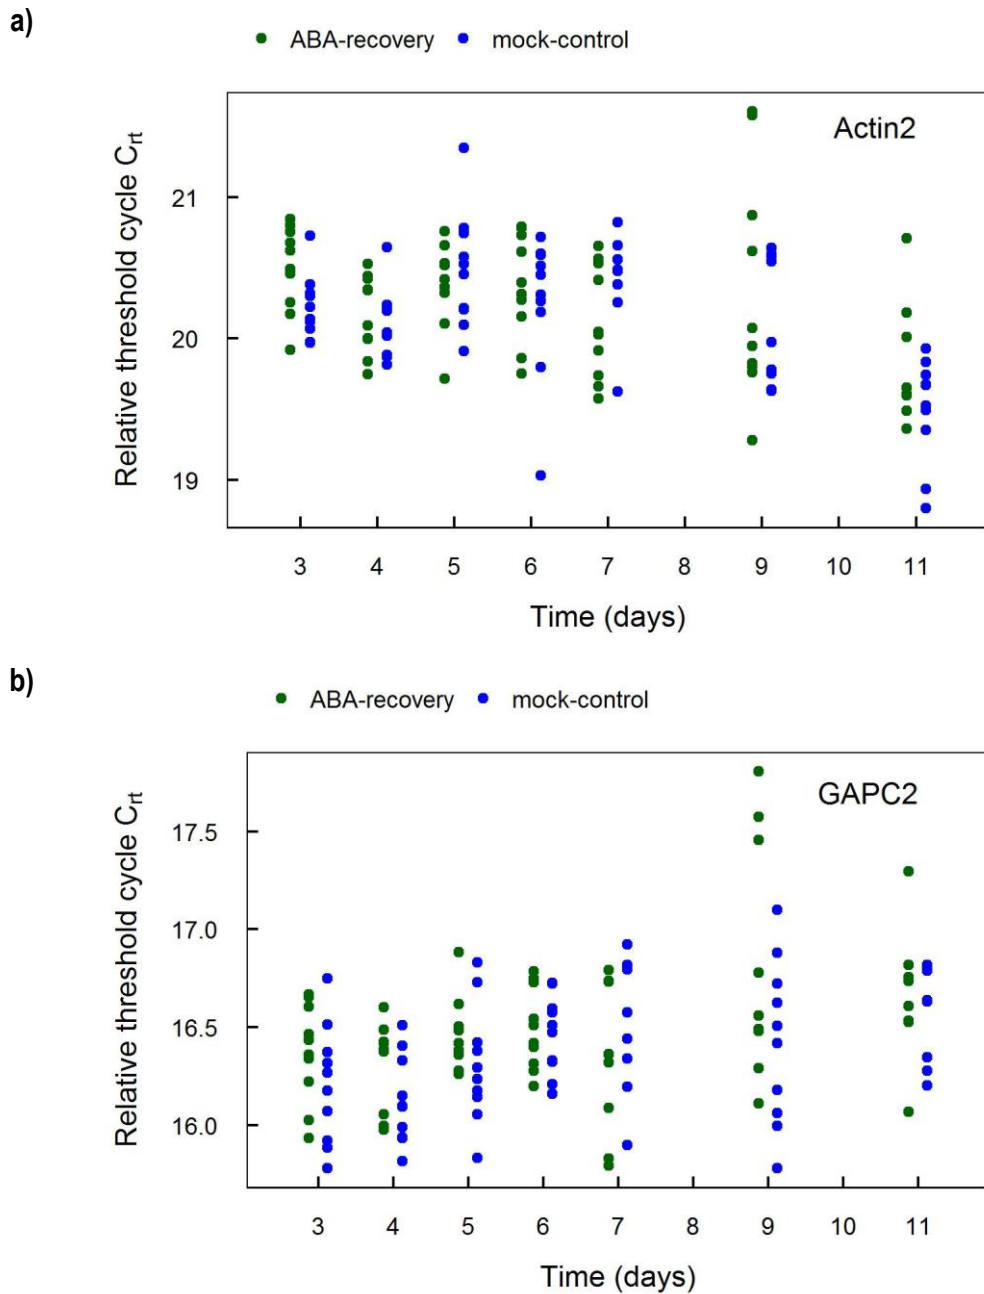 a)
ABA-recovery mock-control
Actin2
Relative threshold cycle Crt
21
20
19
3 4 5 6 7 8 9 10 11
Time (days)
b)
ABA-recovery mock-control
GAPC2
Relative threshold cycle Crt
17.5
17.0
16.5
16.0
3 4 5 6 7 8 9 10 11
Time (days)